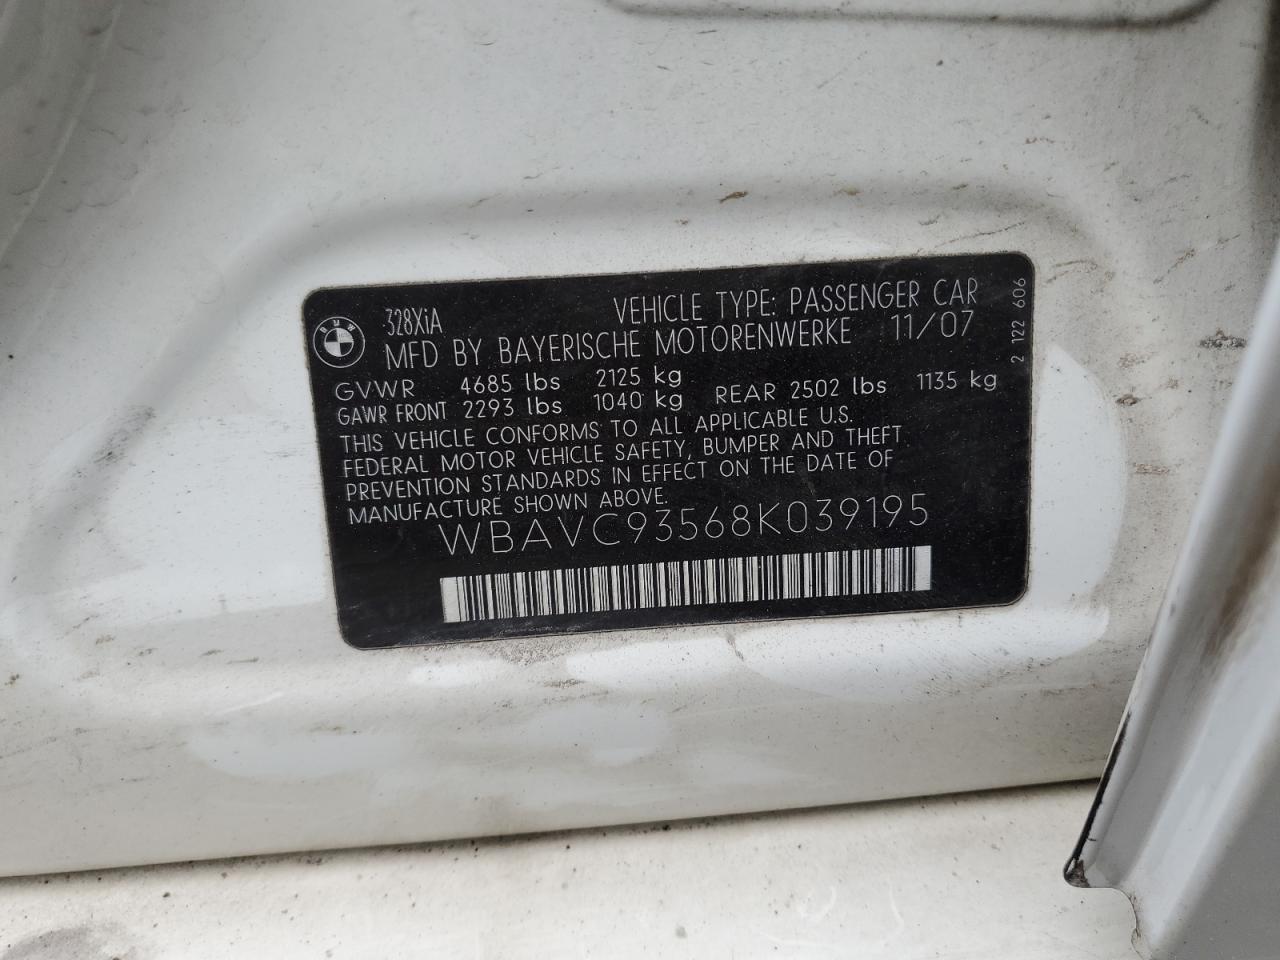 BMW
328XiA VEHICLE TYPE: PASSENGER CAR
MFD BY BAYERISCHE MOTORENWERKE 11/07
GVWR 4685 lbs 2125 kg
GAWR FRONT 2293 lbs 1040 kg REAR 2502 lbs 1135 kg
THIS VEHICLE CONFORMS TO ALL APPLICABLE U.S.
FEDERAL MOTOR VEHICLE SAFETY, BUMPER AND THEFT
PREVENTION STANDARDS IN EFFECT ON THE DATE OF
MANUFACTURE SHOWN ABOVE.
WBAVC93568K039195
2 122 606